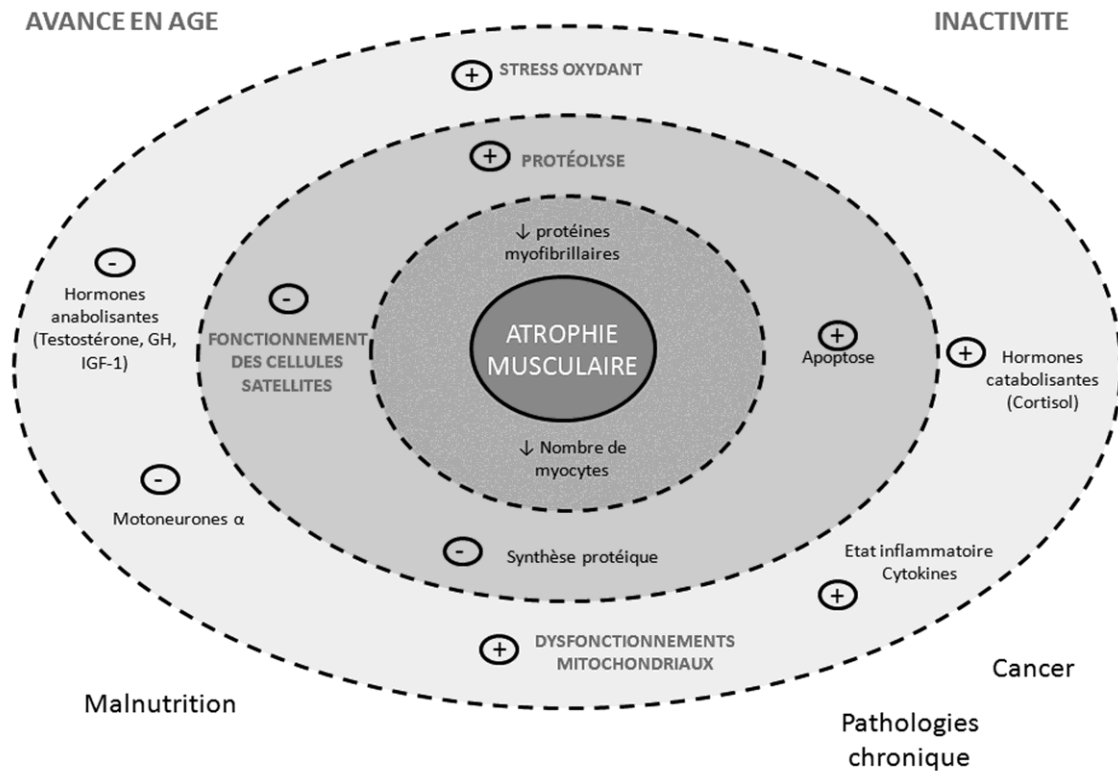 AVANCE EN AGE
INACTIVITE
+
STRESS OXYDANT
+
PROTÉOLYSE
↓ protéines
myofibrillaires
-
Hormones
anabolisantes
(Testostérone, GH,
IGF-1)
-
FONCTIONNEMENT
DES CELLULES
SATELLITES
ATROPHIE
MUSCULAIRE
+
Apoptose
+
Hormones
catabolisantes
(Cortisol)
↓ Nombre de
myocytes
-
Motoneurones α
-
Synthèse protéique
Etat inflammatoire
Cytokines
+
+
DYSFONCTIONNEMENTS
MITOCHONDRIAUX
Malnutrition
Cancer
Pathologies
chronique